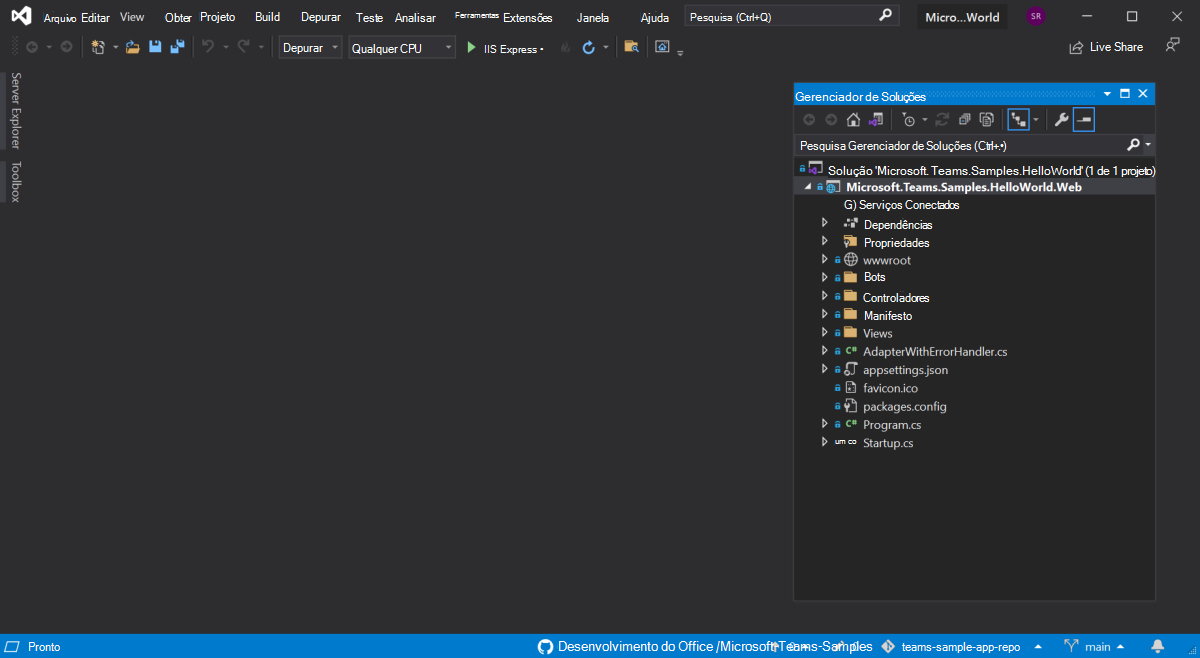 Arquivo Editar View Obter Projeto Build Depurar Teste Analisar Ferramentas Extensões Janela Ajuda Pesquisa (Ctrl+Q) Micro...World SR
Depurar Qualquer CPU IIS Express Live Share
Server Explorer
Toolbox
Gerenciador de Soluções
Pesquisa Gerenciador de Soluções (Ctrl+.•)
Solução 'Microsoft. Teams.Samples.HelloWorld' (1 de 1 projeto)
Microsoft.Teams.Samples.HelloWorld.Web
G) Serviços Conectados
Dependências
Propriedades
wwwroot
Bots
Controladores
Manifesto
Views
C# AdapterWithErrorHandler.cs
appsettings.json
favicon.ico
packages.config
C# Program.cs
um co Startup.cs
Pronto Desenvolvimento do Office /MicrosoftTeams-Samples teams-sample-app-repo main